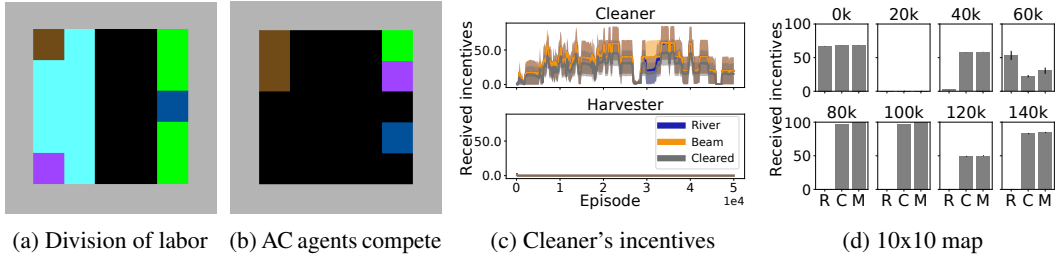 Cleaner
50.0
0.0
Harvester
50.0
0.0
River
Beam
Cleared
Received incentives
0 1 2 3 4 5
Episode
1e4
0k 20k 40k 60k
100
50
0
80k 100k 120k 140k
100
50
0
R C M R C M R C M R C M
Received incentives
(a) Division of labor (b) AC agents compete (c) Cleaner's incentives (d) 10x10 map